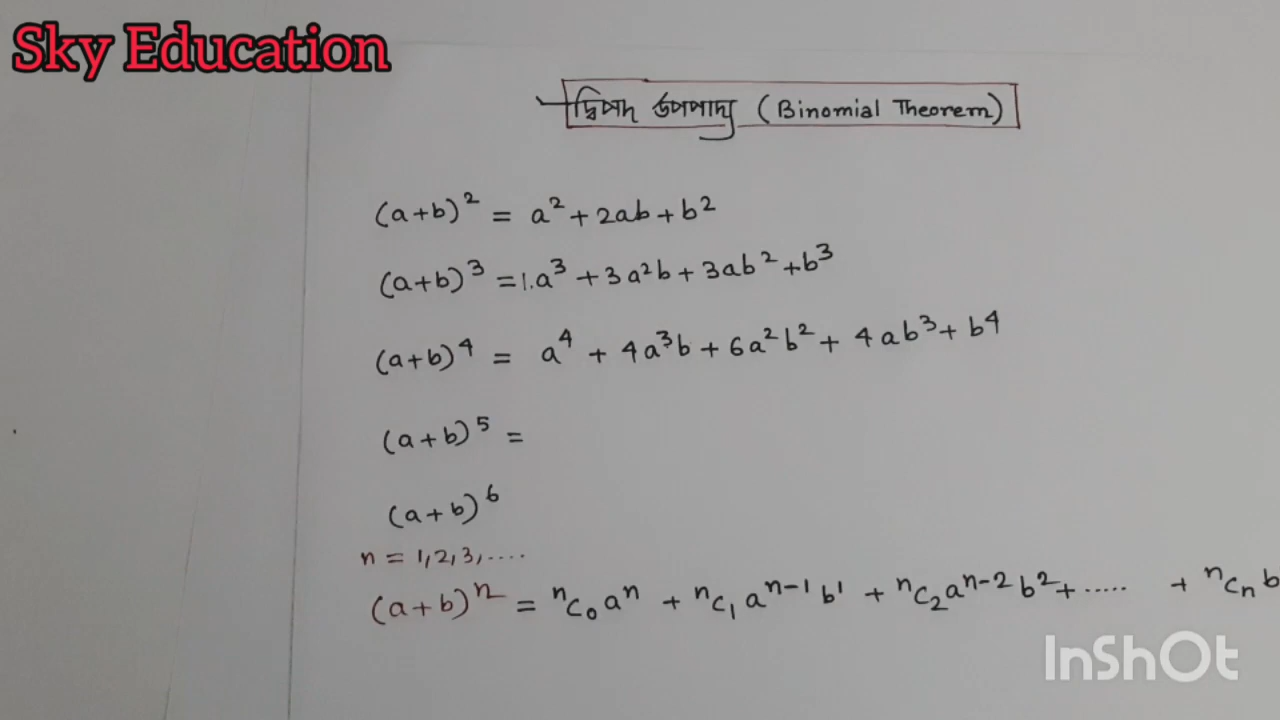 Sky Education
দ্বিপদ উপপাদ্য (Binomial Theorem)
(a+b)² = a² + 2ab + b²
(a+b)³ = 1.a³ + 3a²b + 3ab² + b³
(a+b)⁴ = a⁴ + 4a³b + 6a²b² + 4ab³ + b⁴
(a+b)⁵ =
(a+b)⁶
n = 1,2,3,....
(a+b)ⁿ = ⁿC₀aⁿ + ⁿC₁aⁿ⁻¹b¹ + ⁿC₂aⁿ⁻²b² + ..... + ⁿCₙb
InShOt